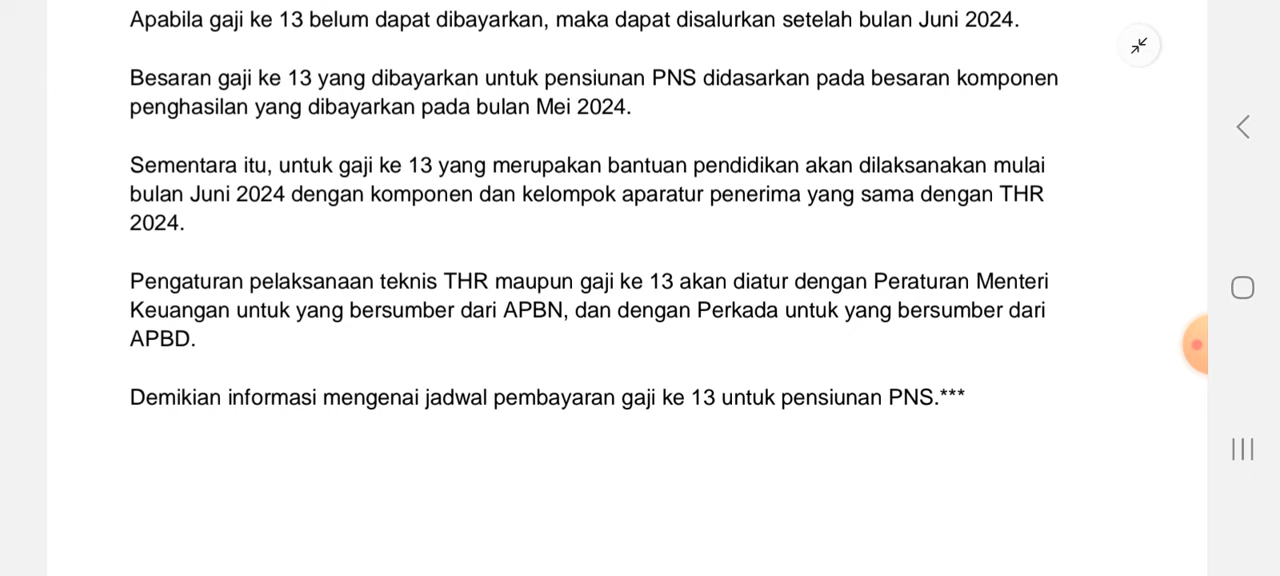 Apabila gaji ke 13 belum dapat dibayarkan, maka dapat disalurkan setelah bulan Juni 2024.
Besaran gaji ke 13 yang dibayarkan untuk pensiunan PNS didasarkan pada besaran komponen
penghasilan yang dibayarkan pada bulan Mei 2024.
Sementara itu, untuk gaji ke 13 yang merupakan bantuan pendidikan akan dilaksanakan mulai
bulan Juni 2024 dengan komponen dan kelompok aparatur penerima yang sama dengan THR
2024.
Pengaturan pelaksanaan teknis THR maupun gaji ke 13 akan diatur dengan Peraturan Menteri
Keuangan untuk yang bersumber dari APBN, dan dengan Perkada untuk yang bersumber dari
APBD.
Demikian informasi mengenai jadwal pembayaran gaji ke 13 untuk pensiunan PNS.***